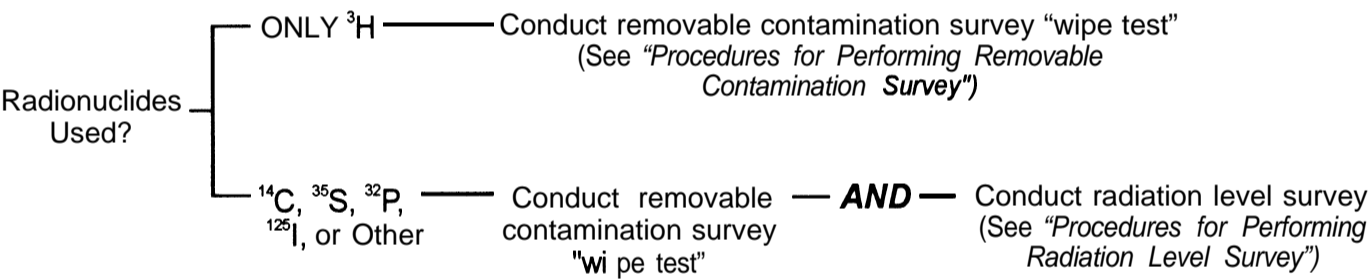 ONLY ³H
Conduct removable contamination survey “wipe test”
(See “Procedures for Performing Removable
Contamination Survey")
Radionuclides
Used?
¹⁴C, ³⁵S, ³²P,
¹²⁵I, or Other
Conduct removable
contamination survey
"wi pe test”
AND
Conduct radiation level survey
(See “Procedures for Performing
Radiation Level Survey”)